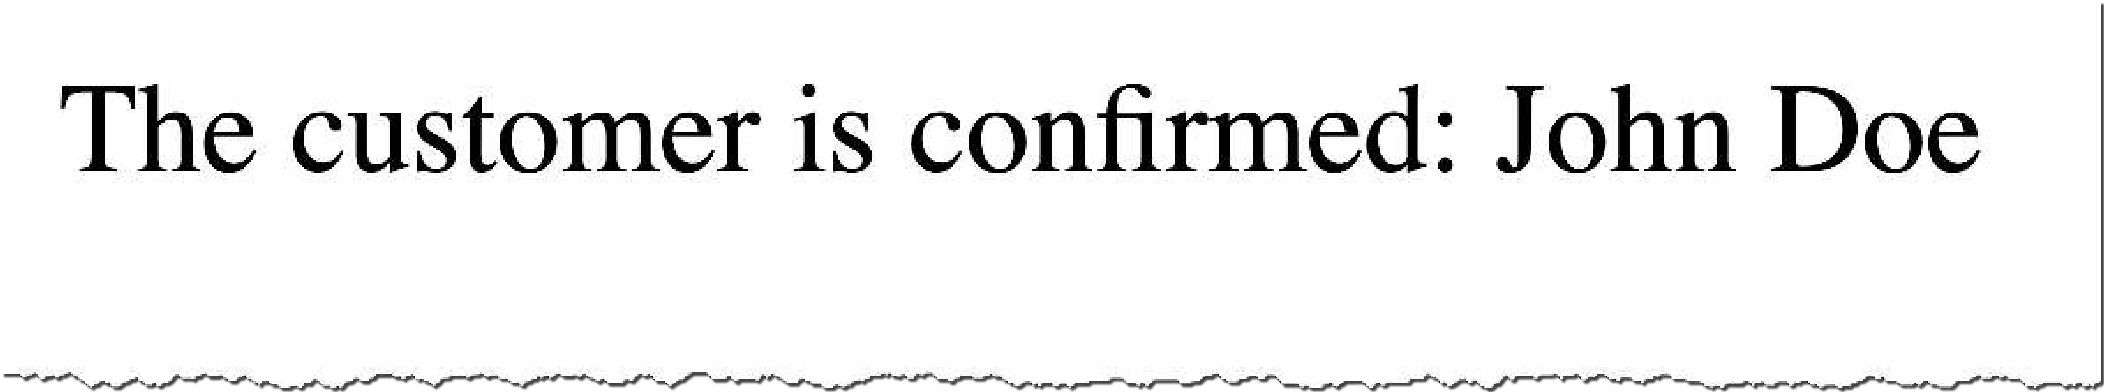 The customer is confirmed: John Doe